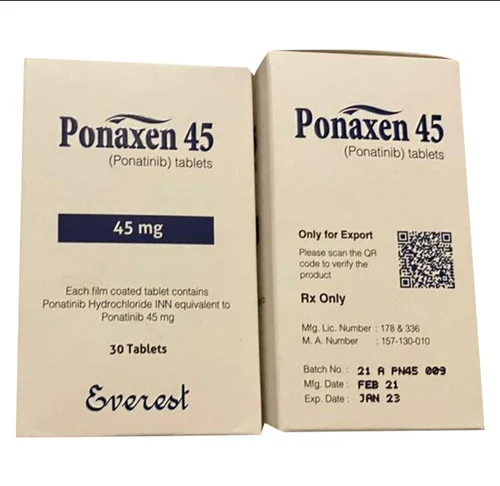 Ponaxen 45
(Ponatinib) tablets
45 mg
Each film coated tablet contains
Ponatinib Hydrochloride INN equivalent to
Ponatinib 45 mg
30 Tablets
Everest
Ponaxen 45
(Ponatinib) tablets
Only for Export
Please scan the QR
code to verify the
product
Rx Only
Mfg. Lic. Number : 178 & 336
M. A. Number : 157-130-010
Batch No. : 21 A PN45 009
Mfg. Date : FEB 21
Exp. Date : JAN 23